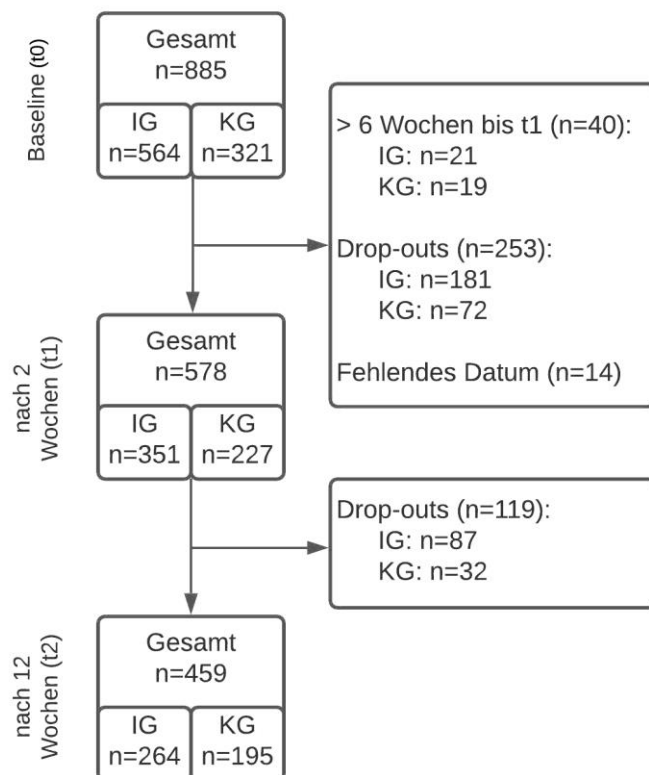 Baseline (t0)
Gesamt
n=885
IG
n=564
KG
n=321
> 6 Wochen bis t1 (n=40):
IG: n=21
KG: n=19
Drop-outs (n=253):
IG: n=181
KG: n=72
Fehlendes Datum (n=14)
nach 2
Wochen (t1)
Gesamt
n=578
IG
n=351
KG
n=227
Drop-outs (n=119):
IG: n=87
KG: n=32
nach 12
Wochen (t2)
Gesamt
n=459
IG
n=264
KG
n=195